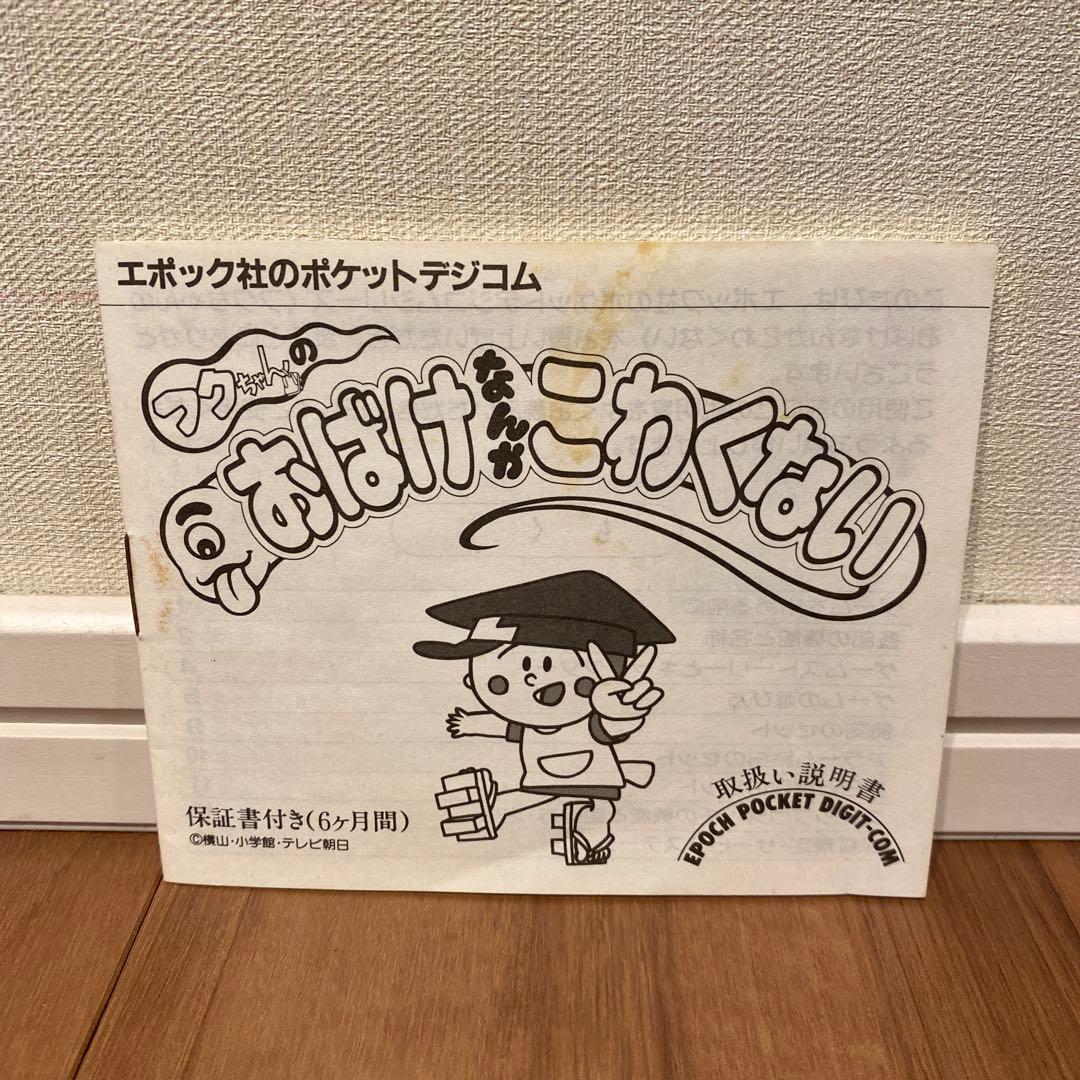 エポック社のポケットデジコム
フクちゃんの
おばけなんかこわくない
取扱い説明書
EPOCH POCKET DIGIT-COM
保証書付き(6ヶ月間)
©横山・小学館・テレビ朝日